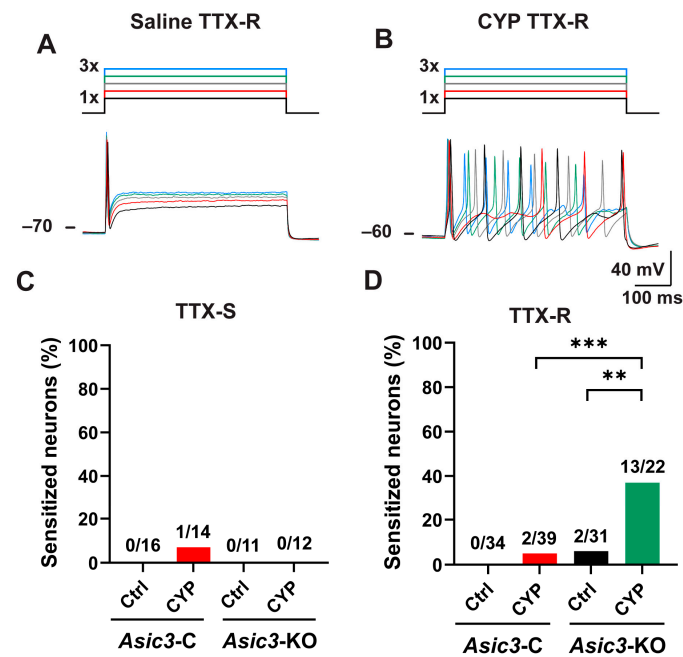 Saline TTX-R
CYP TTX-R
A
B
3x
1x
3x
1x
–70
–60
40 mV
100 ms
C
D
TTX-S
TTX-R
Sensitized neurons (%)
100
80
60
40
20
0
0/16
1/14
0/11
0/12
Ctrl
CYP
Ctrl
CYP
Asic3-C
Asic3-KO
Sensitized neurons (%)
100
80
60
40
20
0
***
**
0/34
2/39
2/31
13/22
Ctrl
CYP
Ctrl
CYP
Asic3-C
Asic3-KO